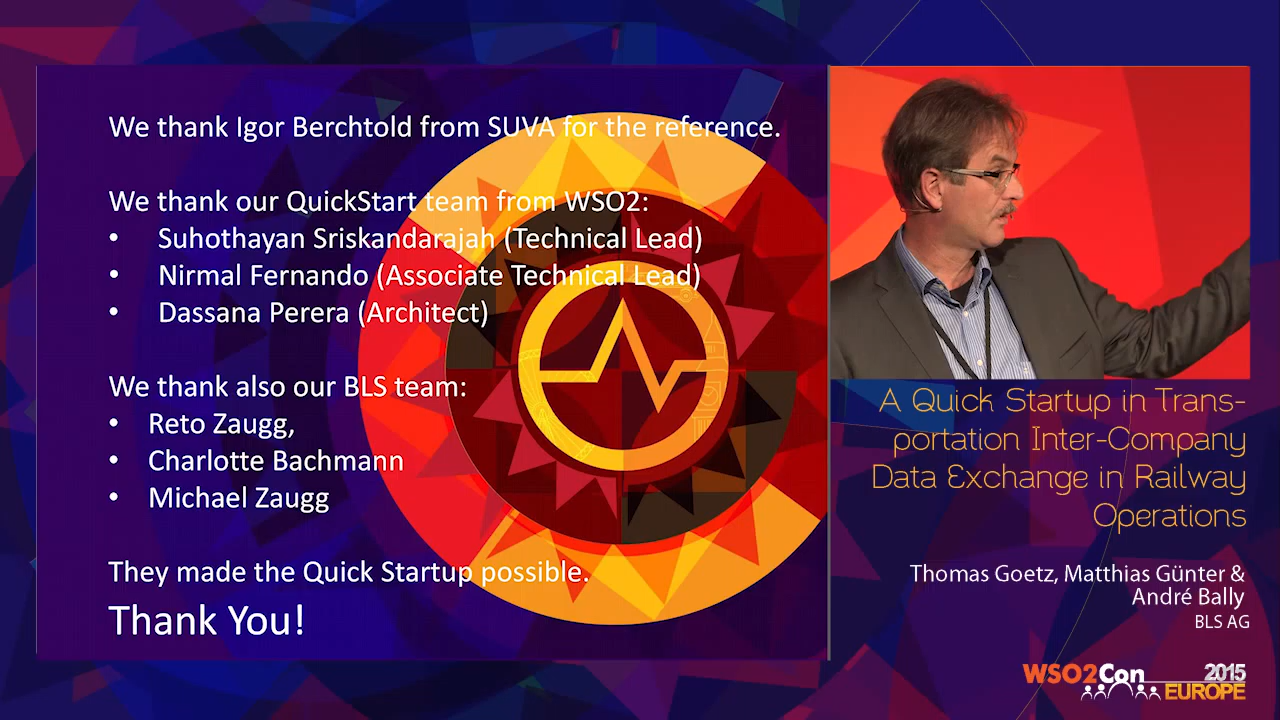 We thank Igor Berchtold from SUVA for the reference.
We thank our QuickStart team from WSO2:
• Suhothayan Sriskandarajah (Technical Lead)
• Nirmal Fernando (Associate Technical Lead)
• Dassana Perera (Architect)
We thank also our BLS team:
• Reto Zaugg,
• Charlotte Bachmann
• Michael Zaugg
They made the Quick Startup possible.
Thank You!
A Quick Startup in Trans-
portation Inter-Company
Data Exchange in Railway
Operations
Thomas Goetz, Matthias Günter &
André Bally
BLS AG
WSO2Con 2015
EUROPE